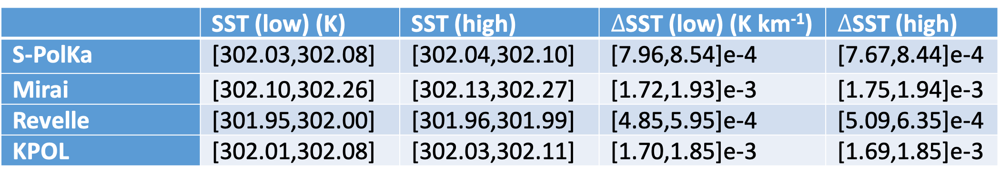 SST (low) (K) SST (high) ΔSST (low) (K km⁻¹) ΔSST (high)
S-PolKa [302.03,302.08] [302.04,302.10] [7.96,8.54]e-4 [7.67,8.44]e-4
Mirai [302.10,302.26] [302.13,302.27] [1.72,1.93]e-3 [1.75,1.94]e-3
Revelle [301.95,302.00] [301.96,301.99] [4.85,5.95]e-4 [5.09,6.35]e-4
KPOL [302.01,302.08] [302.03,302.11] [1.70,1.85]e-3 [1.69,1.85]e-3